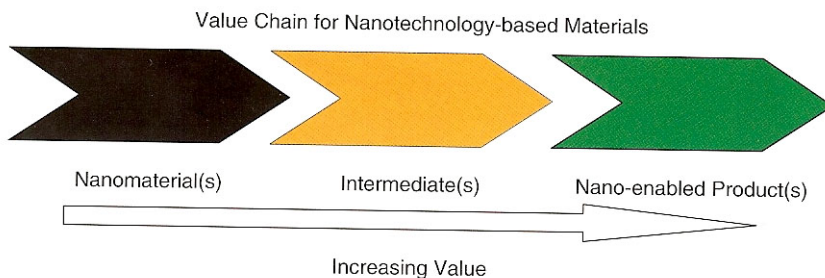 Value Chain for Nanotechnology-based Materials
Nanomaterial(s)
Intermediate(s)
Nano-enabled Product(s)
Increasing Value